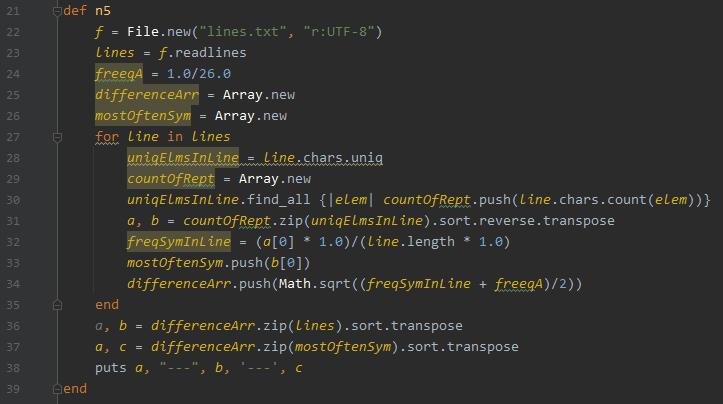 21 def n5
22 f = File.new("lines.txt", "r:UTF-8")
23 lines = f.readlines
24 freeqA = 1.0/26.0
25 differenceArr = Array.new
26 mostOftenSym = Array.new
27 for line in lines
28 uniqElmsInLine = line.chars.uniq
29 countOfRept = Array.new
30 uniqElmsInLine.find_all {|elem| countOfRept.push(line.chars.count(elem))}
31 a, b = countOfRept.zip(uniqElmsInLine).sort.reverse.transpose
32 freqSymInLine = (a[0] * 1.0)/(line.length * 1.0)
33 mostOftenSym.push(b[0])
34 differenceArr.push(Math.sqrt((freqSymInLine + freeqA)/2))
35 end
36 a, b = differenceArr.zip(lines).sort.transpose
37 a, c = differenceArr.zip(mostOftenSym).sort.transpose
38 puts a, "---", b, '---', c
39 end